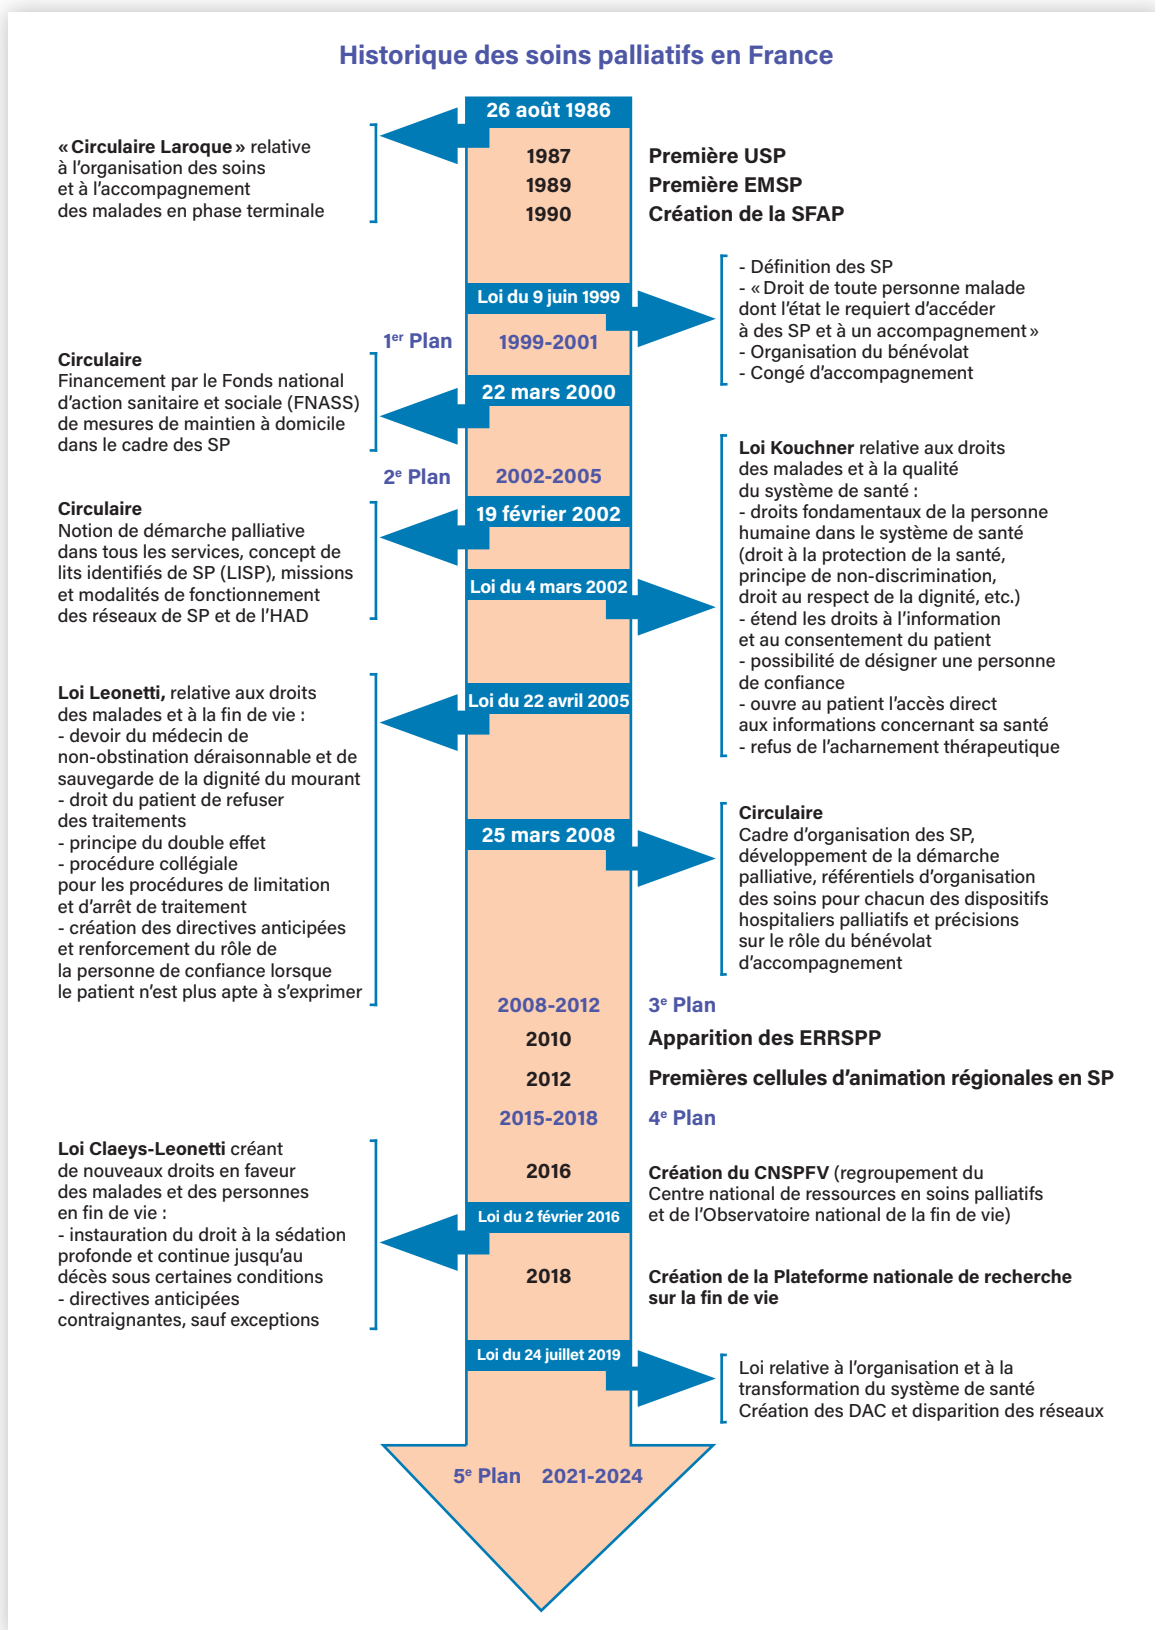 Historique des soins palliatifs en France
26 août 1986
« Circulaire Laroque » relative
à l'organisation des soins
et à l'accompagnement
des malades en phase terminale
1987 Première USP
1989 Première EMSP
1990 Création de la SFAP
Loi du 9 juin 1999
- Définition des SP
- « Droit de toute personne malade
dont l'état le requiert d'accéder
à des SP et à un accompagnement »
- Organisation du bénévolat
- Congé d'accompagnement
1er Plan 1999-2001
22 mars 2000
Circulaire
Financement par le Fonds national
d'action sanitaire et sociale (FNASS)
de mesures de maintien à domicile
dans le cadre des SP
2e Plan 2002-2005
19 février 2002
Circulaire
Notion de démarche palliative
dans tous les services, concept de
lits identifiés de SP (LISP), missions
et modalités de fonctionnement
des réseaux de SP et de l'HAD
Loi du 4 mars 2002
Loi Kouchner relative aux droits
des malades et à la qualité
du système de santé :
- droits fondamentaux de la personne
humaine dans le système de santé
(droit à la protection de la santé,
principe de non-discrimination,
droit au respect de la dignité, etc.)
- étend les droits à l'information
et au consentement du patient
- possibilité de désigner une personne
de confiance
- ouvre au patient l'accès direct
aux informations concernant sa santé
- refus de l'acharnement thérapeutique
Loi du 22 avril 2005
Loi Leonetti, relative aux droits
des malades et à la fin de vie :
- devoir du médecin de
non-obstination déraisonnable et de
sauvegarde de la dignité du mourant
- droit du patient de refuser
des traitements
- principe du double effet
- procédure collégiale
pour les procédures de limitation
et d'arrêt de traitement
- création des directives anticipées
et renforcement du rôle de
la personne de confiance lorsque
le patient n'est plus apte à s'exprimer
25 mars 2008
Circulaire
Cadre d'organisation des SP,
développement de la démarche
palliative, référentiels d'organisation
des soins pour chacun des dispositifs
hospitaliers palliatifs et précisions
sur le rôle du bénévolat
d'accompagnement
2008-2012 3e Plan
2010 Apparition des ERRSPP
2012 Premières cellules d'animation régionales en SP
2015-2018 4e Plan
2016 Création du CNSPFV (regroupement du
Centre national de ressources en soins palliatifs
et de l'Observatoire national de la fin de vie)
Loi du 2 février 2016
Loi Claeys-Leonetti créant
de nouveaux droits en faveur
des malades et des personnes
en fin de vie :
- instauration du droit à la sédation
profonde et continue jusqu'au
décès sous certaines conditions
- directives anticipées
contraignantes, sauf exceptions
2018 Création de la Plateforme nationale de recherche
sur la fin de vie
Loi du 24 juillet 2019
Loi relative à l'organisation et à la
transformation du système de santé
Création des DAC et disparition des réseaux
5e Plan 2021-2024